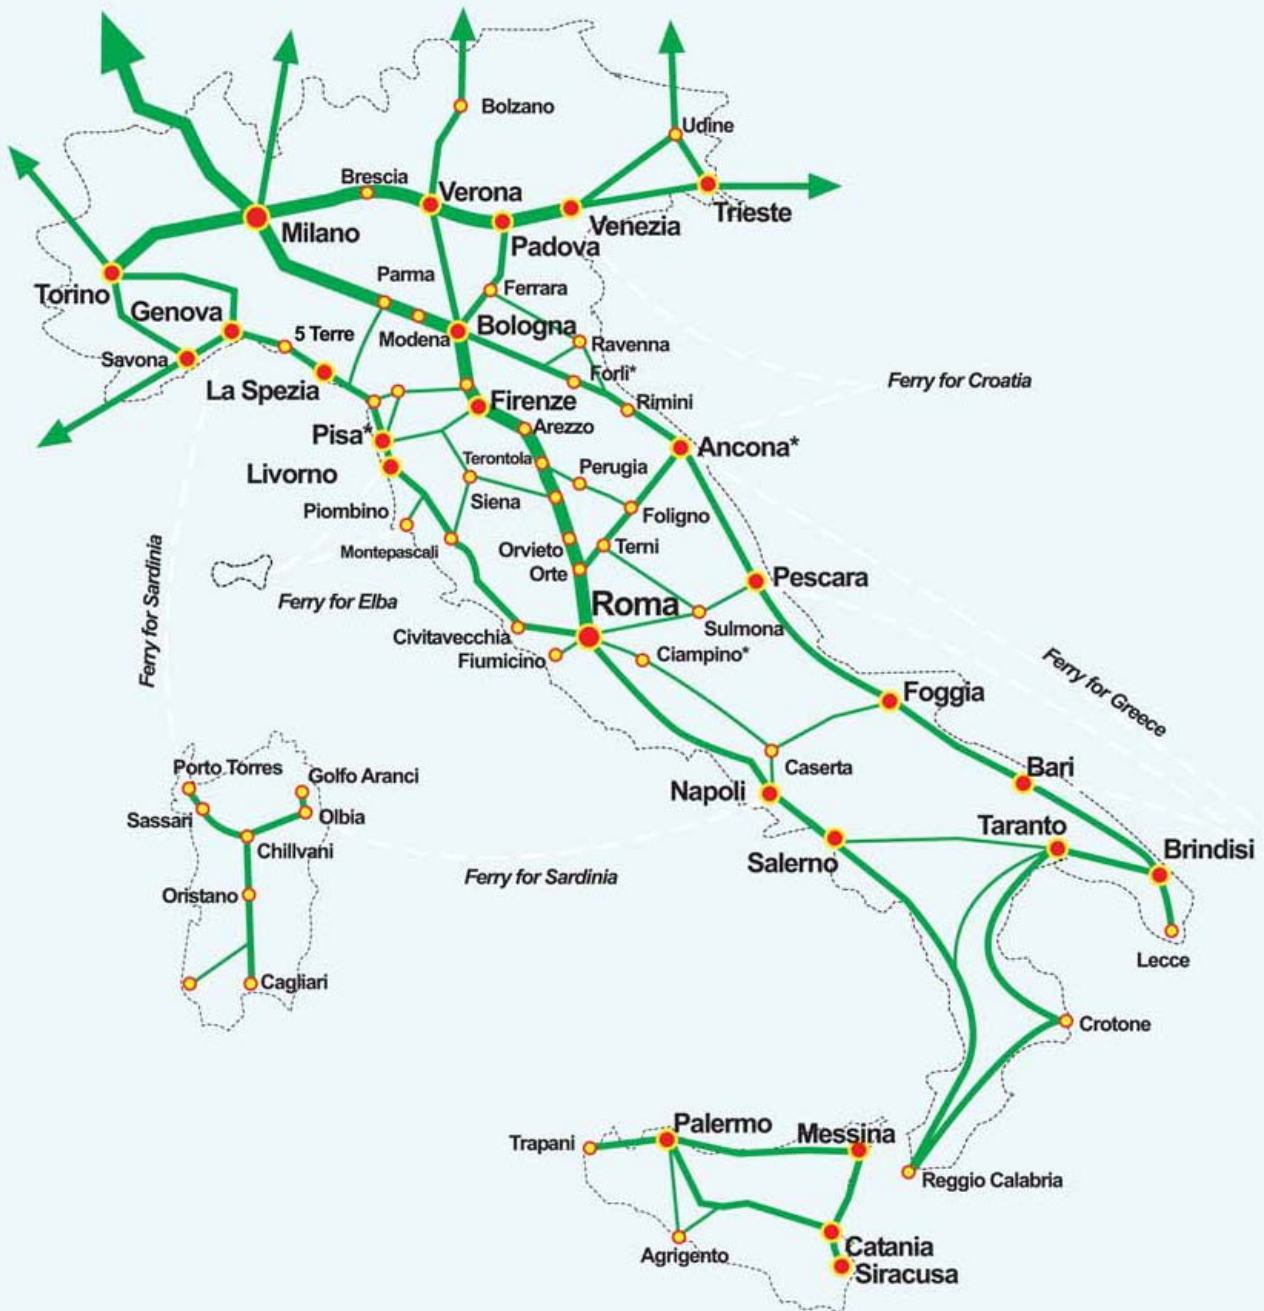 Bolzano
Udine
Brescia
Verona
Trieste
Venezia
Milano
Padova
Parma
Ferrara
Torino
Genova
5 Terre
Bologna
Modena
Ravenna
Savona
Forli*
La Spezia
Ferry for Croatia
Firenze
Rimini
Arezzo
Pisa*
Ancona*
Terontola
Perugia
Livorno
Siena
Piombino
Foligno
Montepascali
Orvieto
Terni
Orte
Pescara
Ferry for Sardinia
Ferry for Elba
Roma
Sulmona
Civitavecchia
Fiumicino
Ciampino*
Ferry for Greece
Foggia
Porto Torres
Golfo Aranci
Caserta
Bari
Napoli
Sassari
Olbia
Taranto
Chillvani
Salerno
Brindisi
Ferry for Sardinia
Oristano
Lecce
Cagliari
Crotone
Palermo
Messina
Trapani
Reggio Calabria
Agrigento
Catania
Siracusa